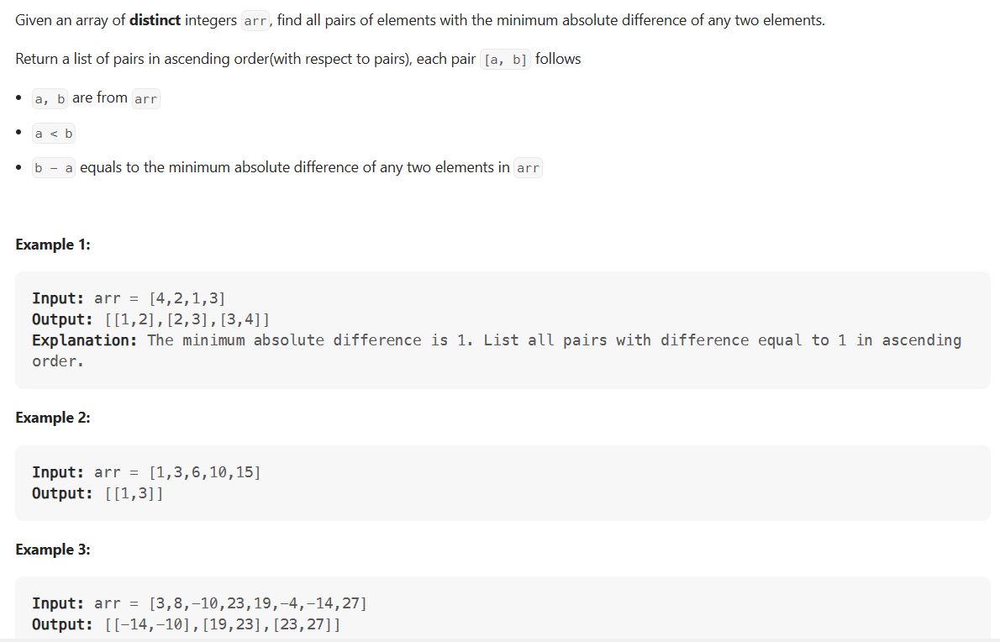 Given an array of distinct integers arr, find all pairs of elements with the minimum absolute difference of any two elements.
Return a list of pairs in ascending order(with respect to pairs), each pair [a, b] follows
• a, b are from arr
• a < b
• b - a equals to the minimum absolute difference of any two elements in arr
Example 1:
Input: arr = [4,2,1,3]
Output: [[1,2],[2,3],[3,4]]
Explanation: The minimum absolute difference is 1. List all pairs with difference equal to 1 in ascending
order.
Example 2:
Input: arr = [1,3,6,10,15]
Output: [[1,3]]
Example 3:
Input: arr = [3,8,-10,23,19,-4,-14,27]
Output: [[-14,-10],[19,23],[23,27]]